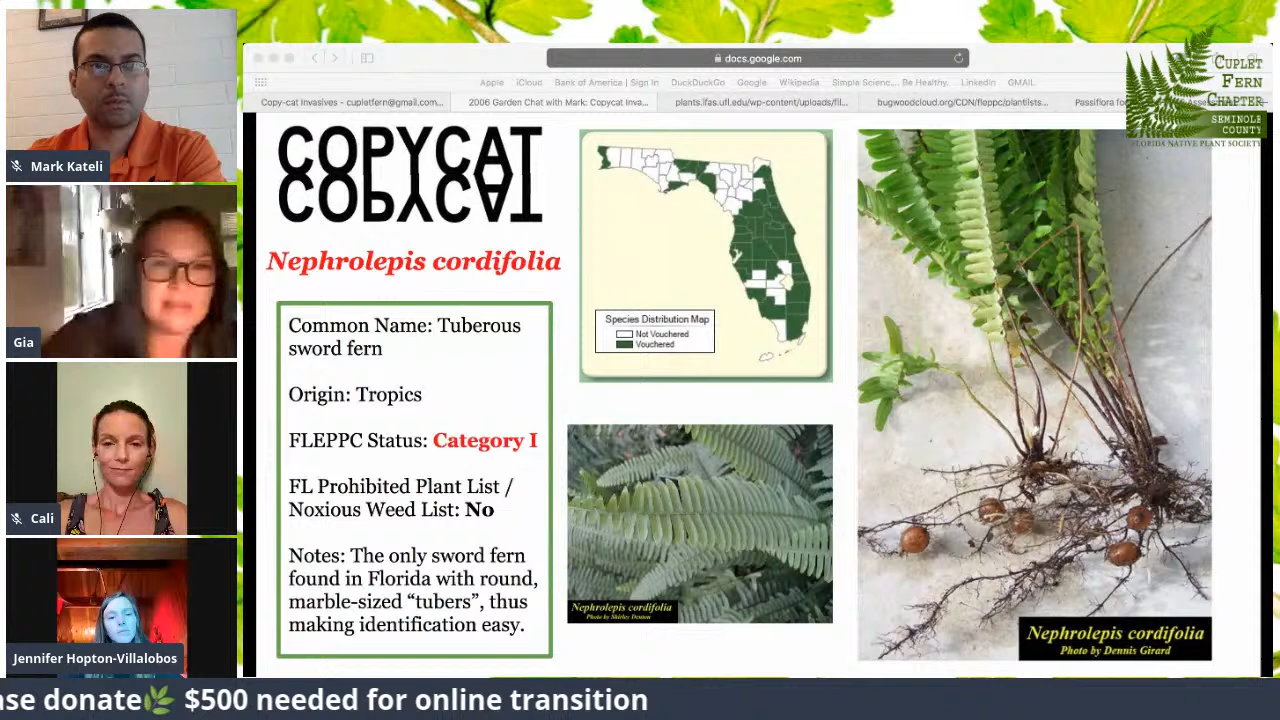 Mark Kateli
Gia
Cali
Jennifer Hopton-Villalobos
docs.google.com
Apple iCloud Bank of America | Sign In DuckDuckGo Google Wikipedia Simple Scienc... Be Healthy. LinkedIn GMAIL
Copy-cat Invasives - cupletfern@gmail.com... 2006 Garden Chat with Mark: Copycat Inva... plants.ifas.ufl.edu/wp-content/uploads/fil... bugwoodcloud.org/CDN/fleppc/plantlists... Passiflora fo
CUPLET
FERN
CHAPTER
SEMINOLE
COUNTY
FLORIDA NATIVE PLANT SOCIETY
COPYCAT
COPYCAT
Nephrolepis cordifolia
Common Name: Tuberous
sword fern
Origin: Tropics
FLEPPC Status: Category I
FL Prohibited Plant List /
Noxious Weed List: No
Notes: The only sword fern
found in Florida with round,
marble-sized “tubers”, thus
making identification easy.
Species Distribution Map
Not Vouchered
Vouchered
Nephrolepis cordifolia
Photo by Shirley Denton
Nephrolepis cordifolia
Photo by Dennis Girard
ase donate🌿 $500 needed for online transition